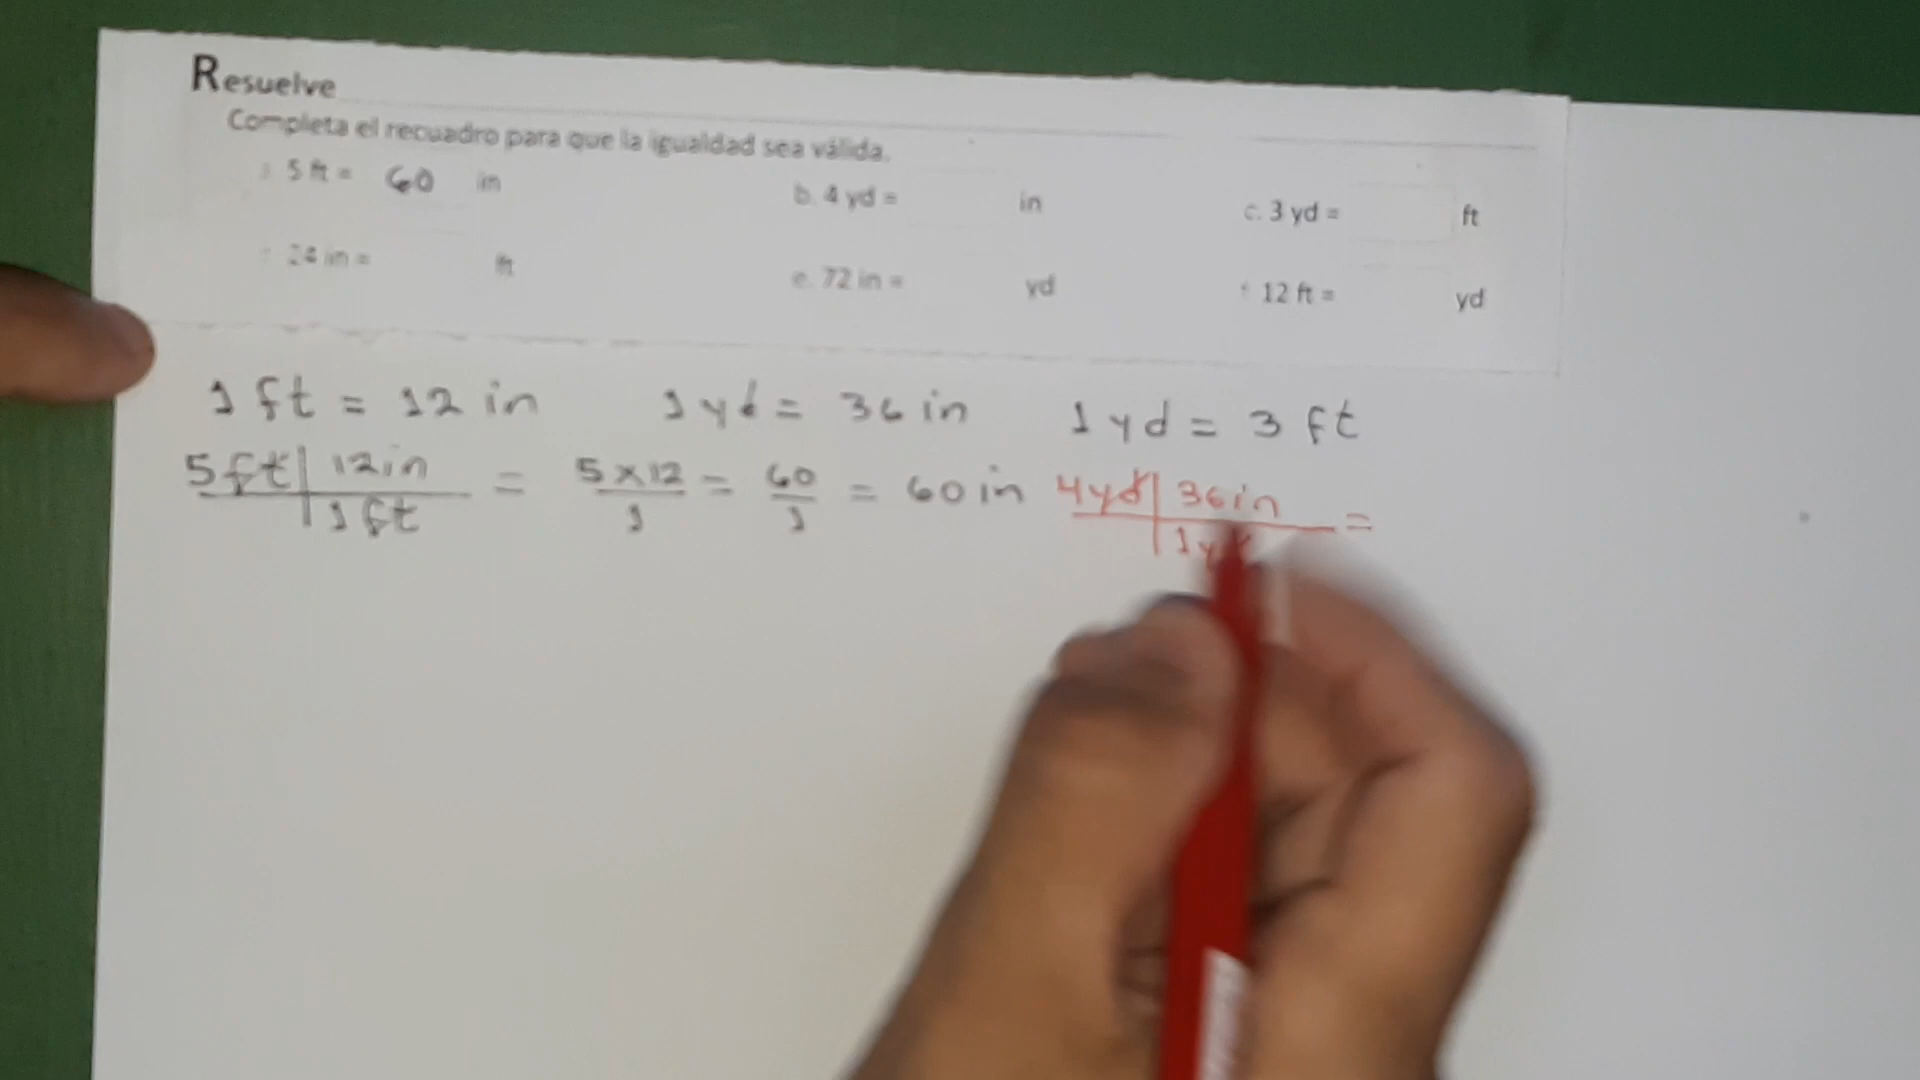 Resuelve
Completa el recuadro para que la igualdad sea válida.
5 ft = 60 in b. 4 yd = in c. 3 yd = ft
24 in = ft e. 72 in = yd 12 ft = yd
1 ft = 12 in 1 yd = 36 in 1 yd = 3 ft
5 ft | 12 in = 5 x 12 = 60 = 60 in 4 yd | 36 in =
1 ft 1 1 1